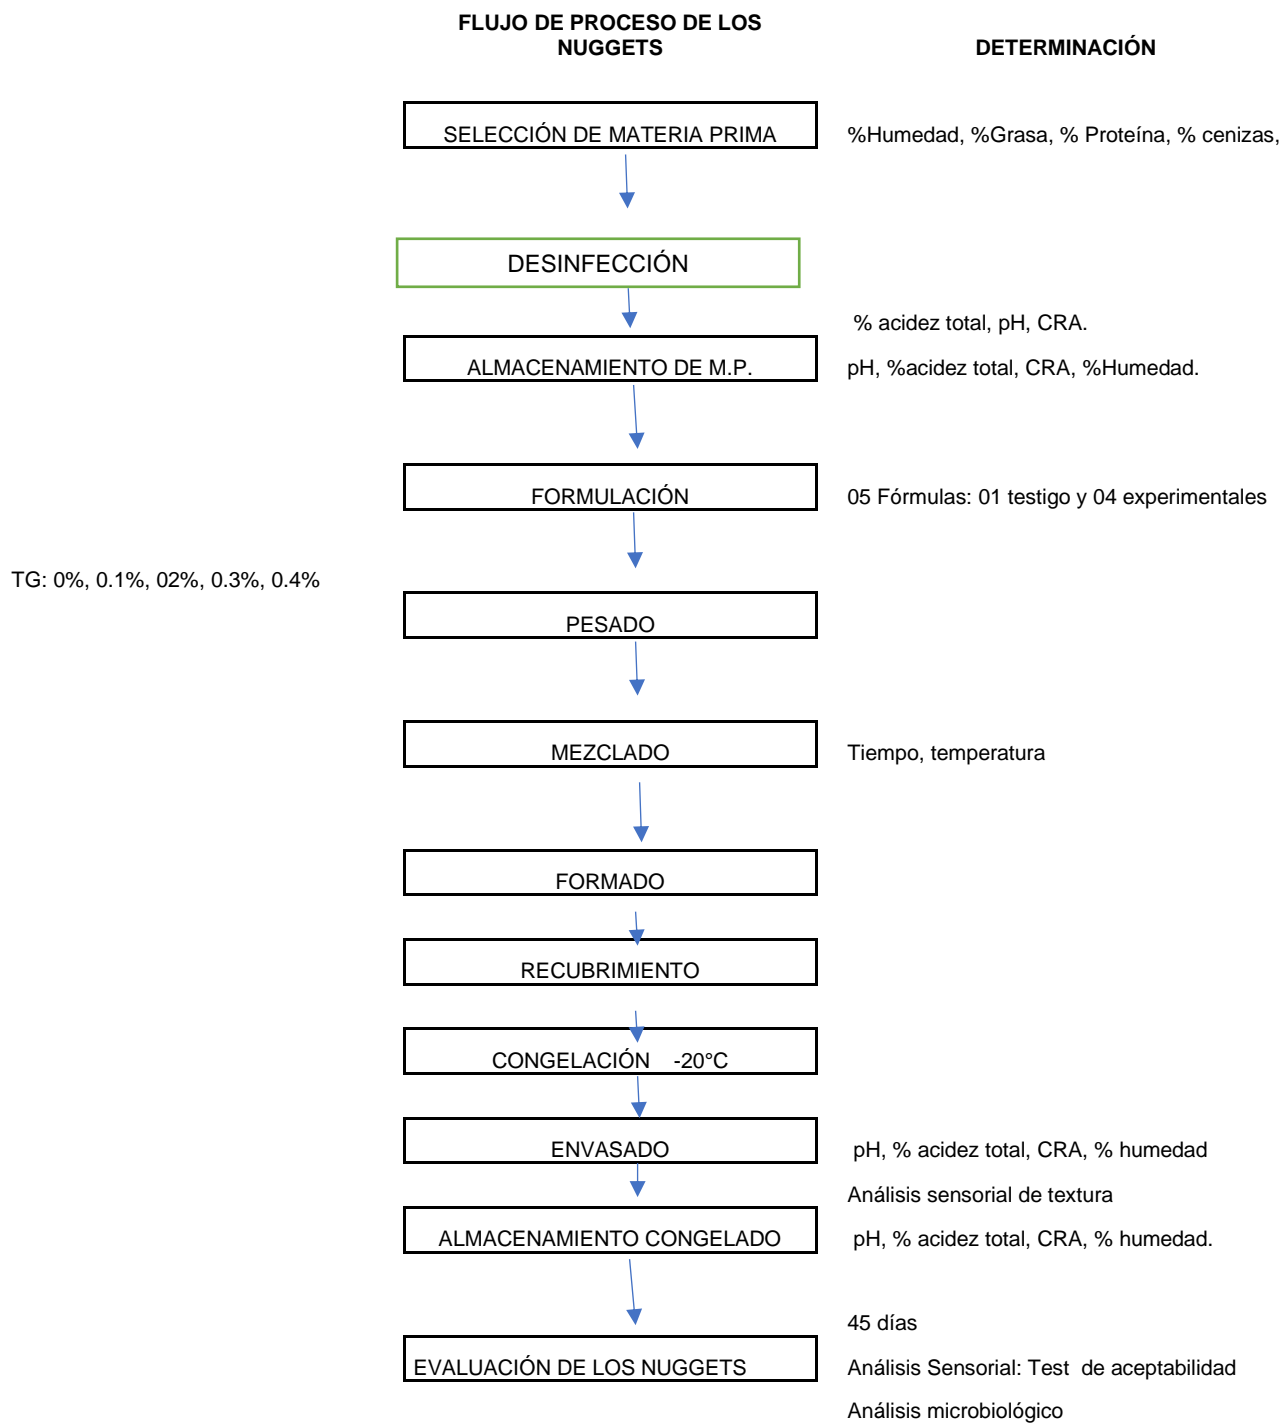 FLUJO DE PROCESO DE LOS
NUGGETS
DETERMINACIÓN
SELECCIÓN DE MATERIA PRIMA
%Humedad, %Grasa, % Proteína, % cenizas,
DESINFECCIÓN
% acidez total, pH, CRA.
ALMACENAMIENTO DE M.P.
pH, %acidez total, CRA, %Humedad.
FORMULACIÓN
05 Fórmulas: 01 testigo y 04 experimentales
TG: 0%, 0.1%, 02%, 0.3%, 0.4%
PESADO
MEZCLADO
Tiempo, temperatura
FORMADO
RECUBRIMIENTO
CONGELACIÓN -20°C
ENVASADO
pH, % acidez total, CRA, % humedad
Análisis sensorial de textura
ALMACENAMIENTO CONGELADO
pH, % acidez total, CRA, % humedad.
45 días
EVALUACIÓN DE LOS NUGGETS
Análisis Sensorial: Test de aceptabilidad
Análisis microbiológico